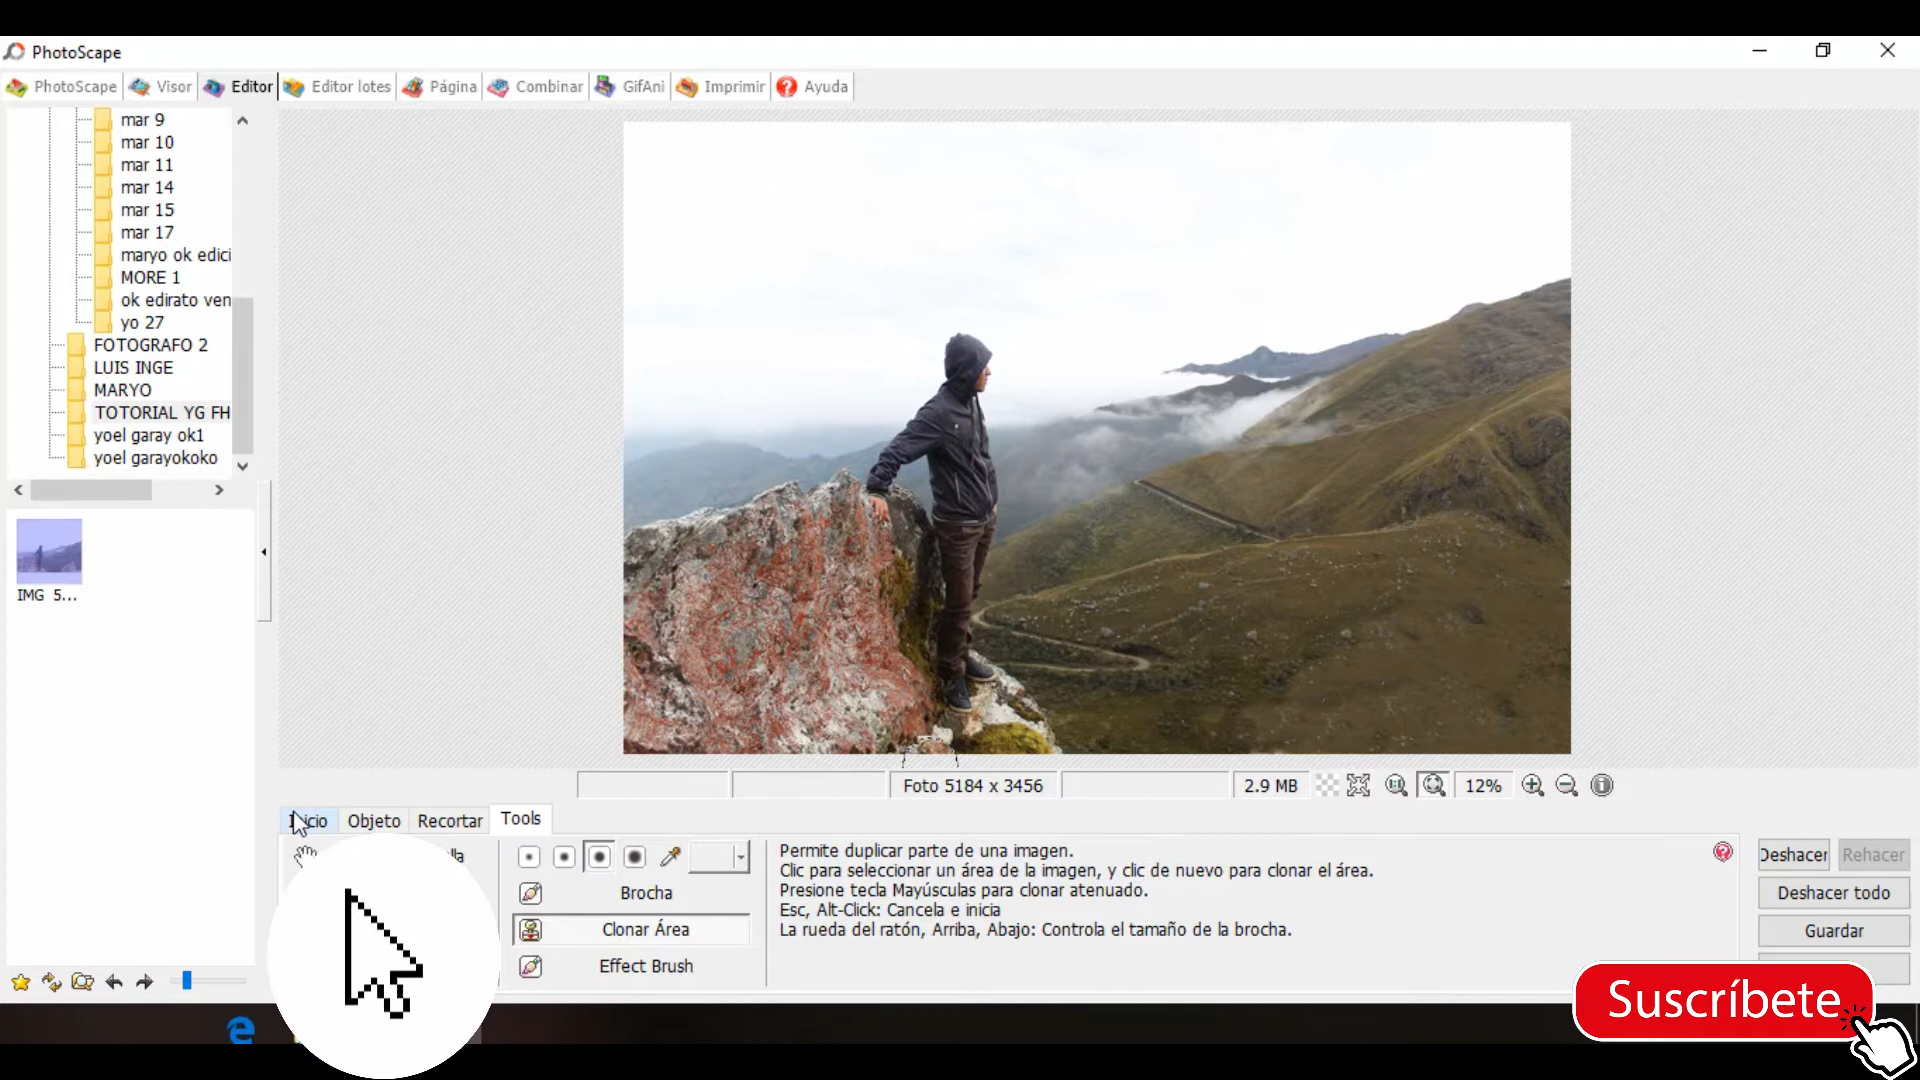 PhotoScape
PhotoScape
Visor
Editor
Editor lotes
Página
Combinar
GifAni
Imprimir
Ayuda
mar 9
mar 10
mar 11
mar 14
mar 15
mar 17
maryo ok edici
MORE 1
ok edirato ven
yo 27
FOTOGRAFO 2
LUIS INGE
MARYO
TOTORIAL YG FH
yoel garay ok1
yoel garayokoko
IMG 5...
Foto 5184 x 3456
2.9 MB
12%
Objeto
Recortar
Tools
Brocha
Clonar Área
Effect Brush
Permite duplicar parte de una imagen.
Clic para seleccionar un área de la imagen, y clic de nuevo para clonar el área.
Presione tecla Mayúsculas para clonar atenuado.
Esc, Alt-Click: Cancela e inicia
La rueda del ratón, Arriba, Abajo: Controla el tamaño de la brocha.
Deshacer
Rehacer
Deshacer todo
Guardar
Suscríbete